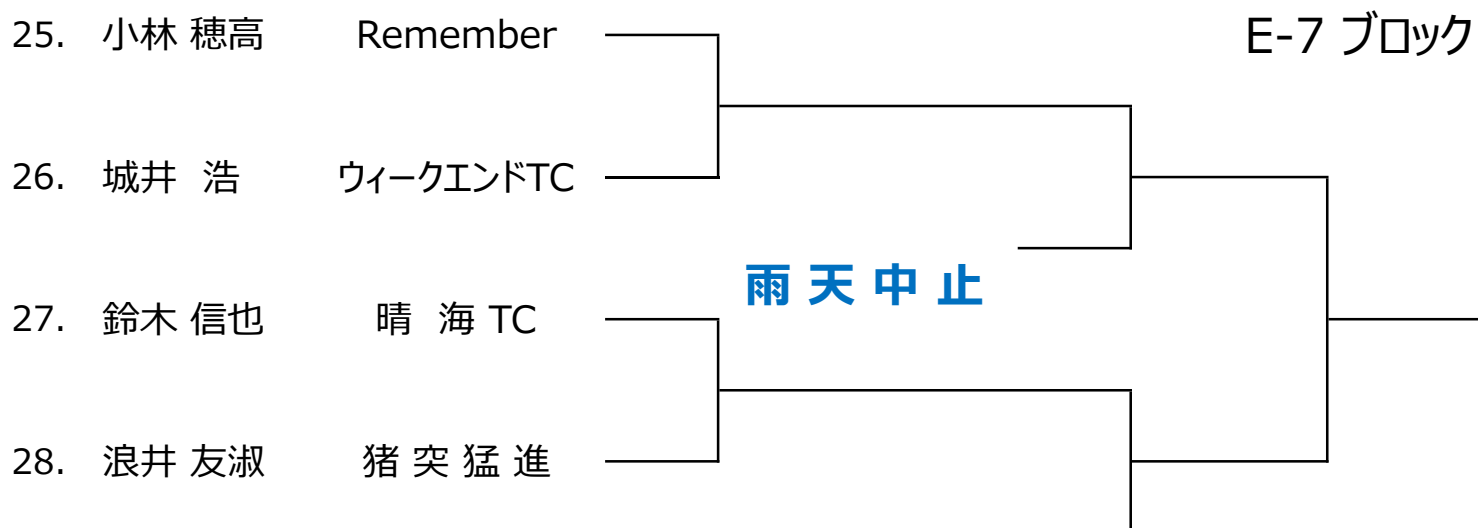 E-7 ブロック
25. 小林 穂高 Remember
26. 城井 浩 ウィークエンドTC
雨 天 中 止
27. 鈴木 信也 晴 海 TC
28. 浪井 友淑 猪 突 猛 進